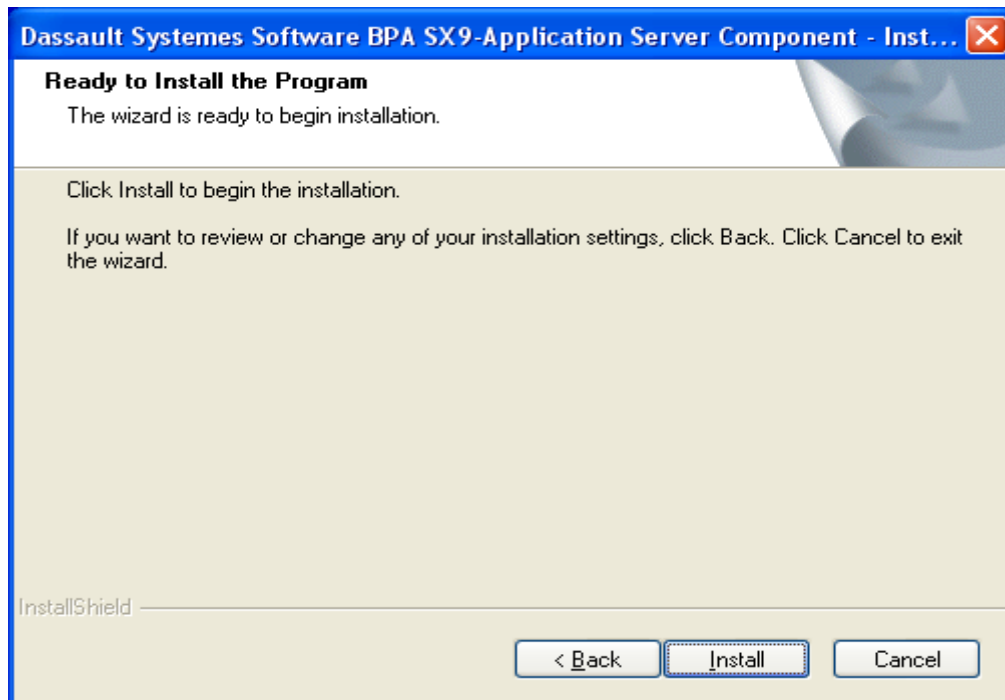 Dassault Systemes Software BPA SX9-Application Server Component - Inst...
Ready to Install the Program
The wizard is ready to begin installation.
Click Install to begin the installation.
If you want to review or change any of your installation settings, click Back. Click Cancel to exit
the wizard.
InstallShield
< Back
Install
Cancel